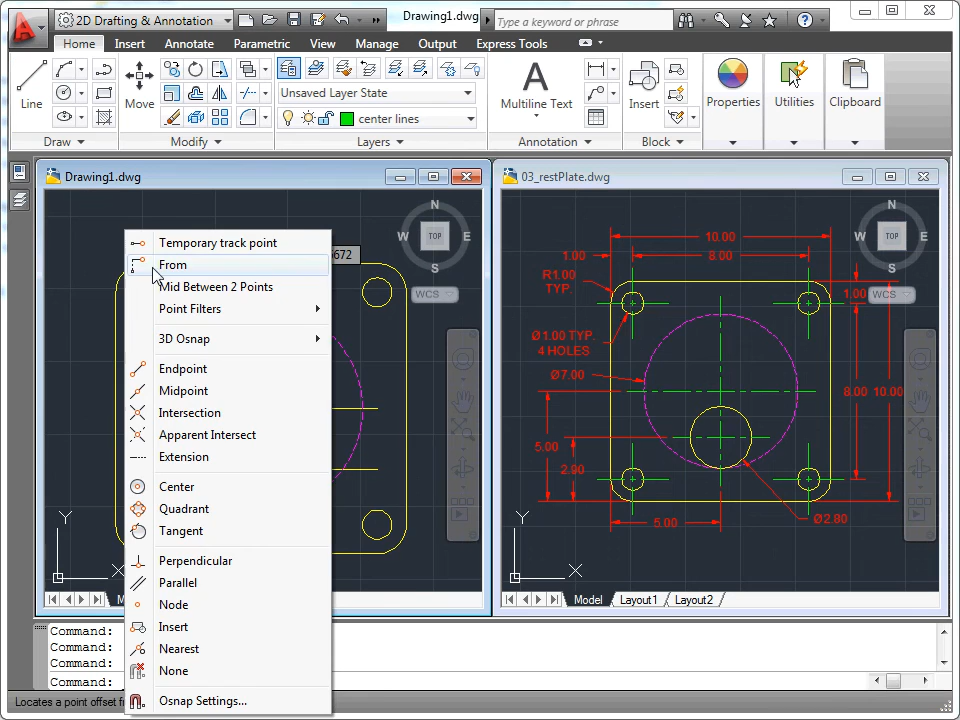 2D Drafting & Annotation
Drawing1.dwg
Type a keyword or phrase
Home
Insert
Annotate
Parametric
View
Manage
Output
Express Tools
Line
Move
Unsaved Layer State
center lines
A
Multiline Text
Insert
Properties
Utilities
Clipboard
Draw
Modify
Layers
Annotation
Block
Drawing1.dwg
03_restPlate.dwg
N
W
TOP
E
S
WCS
672
Temporary track point
From
Mid Between 2 Points
Point Filters
3D Osnap
Endpoint
Midpoint
Intersection
Apparent Intersect
Extension
Center
Quadrant
Tangent
Perpendicular
Parallel
Node
Insert
Nearest
None
Osnap Settings...
Y
X
N
W
TOP
E
S
WCS
10.00
1.00
8.00
R1.00
TYP.
1.00
Ø1.00 TYP.
4 HOLES
Ø7.00
8.00
10.00
5.00
2.90
5.00
Ø2.80
Y
X
M
Model
Layout1
Layout2
Command:
Command:
Command:
Command:
Locates a point offset f